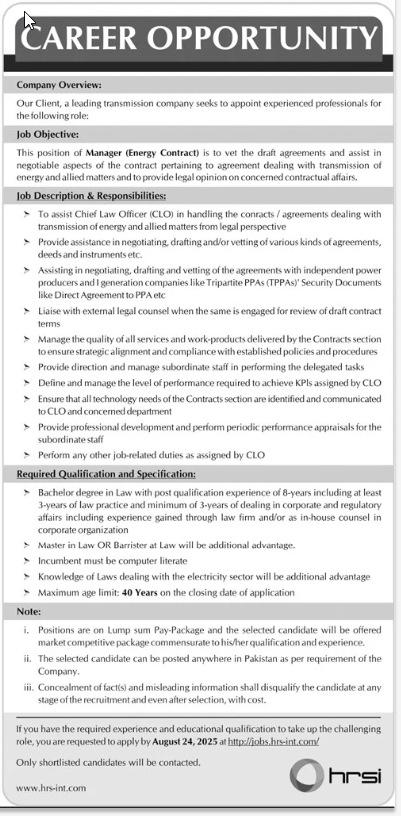 CAREER OPPORTUNITY
Company Overview:
Our Client, a leading transmission company seeks to appoint experienced professionals for
the following role:
Job Objective:
This position of Manager (Energy Contract) is to vet the draft agreements and assist in
negotiable aspects of the contract pertaining to agreement dealing with transmission of
energy and allied matters and to provide legal opinion on concerned contractual affairs.
Job Description & Responsibilities:
➢ To assist Chief Law Officer (CLO) in handling the conracts / agreements dealing with
transmission of energy and allied matters from legal perspective
➢ Provide assistance in negotiating, drafting and/or vetting of various kinds of agreements,
deeds and instruments etc.
➢ Assisting in negotiating, drafting and vetting of the agreements with independent power
producers and I generation companies like Tripartite PPAs (TPPAs)' Security Documents
like Direct Agreement to PPA etc
➢ Liaise with external legal counsel when the same is engaged for review of draft contract
terms
➢ Manage the quality of all services and work-products delivered by the Contracts section
to ensure strategic alignment and compliance with established policies and procedures
➢ Provide direction and manage subordinate staff in performing the delegated tasks
➢ Define and manage the level of performance required to achieve KPIs assigned by CLO
➢ Ensure that all technology needs of the Contracts section are identified and communicated
to CLO and concerned department
➢ Provide professional development and perform periodic performance appraisals for the
subordinate staff
➢ Perform any other job-related duties as assigned by CLO
Required Qualification and Specification:
➢ Bachelor degree in Law with post qualification experience of 8-years including at least
3-years of law practice and minimum of 3-years of dealing in corporate and regulatory
affairs including experience gained through law firm and/or as in-house counsel in
corporate organization
➢ Master in Law OR Barrister at Law will be additional advantage.
➢ Incumbent must be computer literate
➢ Knowledge of Laws dealing with the electricity sector will be additional advantage
➢ Maximum age limit: 40 Years on the closing date of application
Note:
i. Positions are on Lump sum Pay-Package and the selected candidate will be offered
market competitive package commensurate to his/her qualification and experience.
ii. The selected candidate can be posted anywhere in Pakistan as per requirement of the
Company.
iii. Concealment of fact(s) and misleading information shall disqualify the candidate at any
stage of the recruitment and even after selection, with cost.
If you have the required experience and educational qualification to take up the challenging
role, you are requested to apply by August 24, 2025 at http://jobs.hrs-int.com/
Only shortlisted candidates will be contacted.
www.hrs-int.com
hrsi